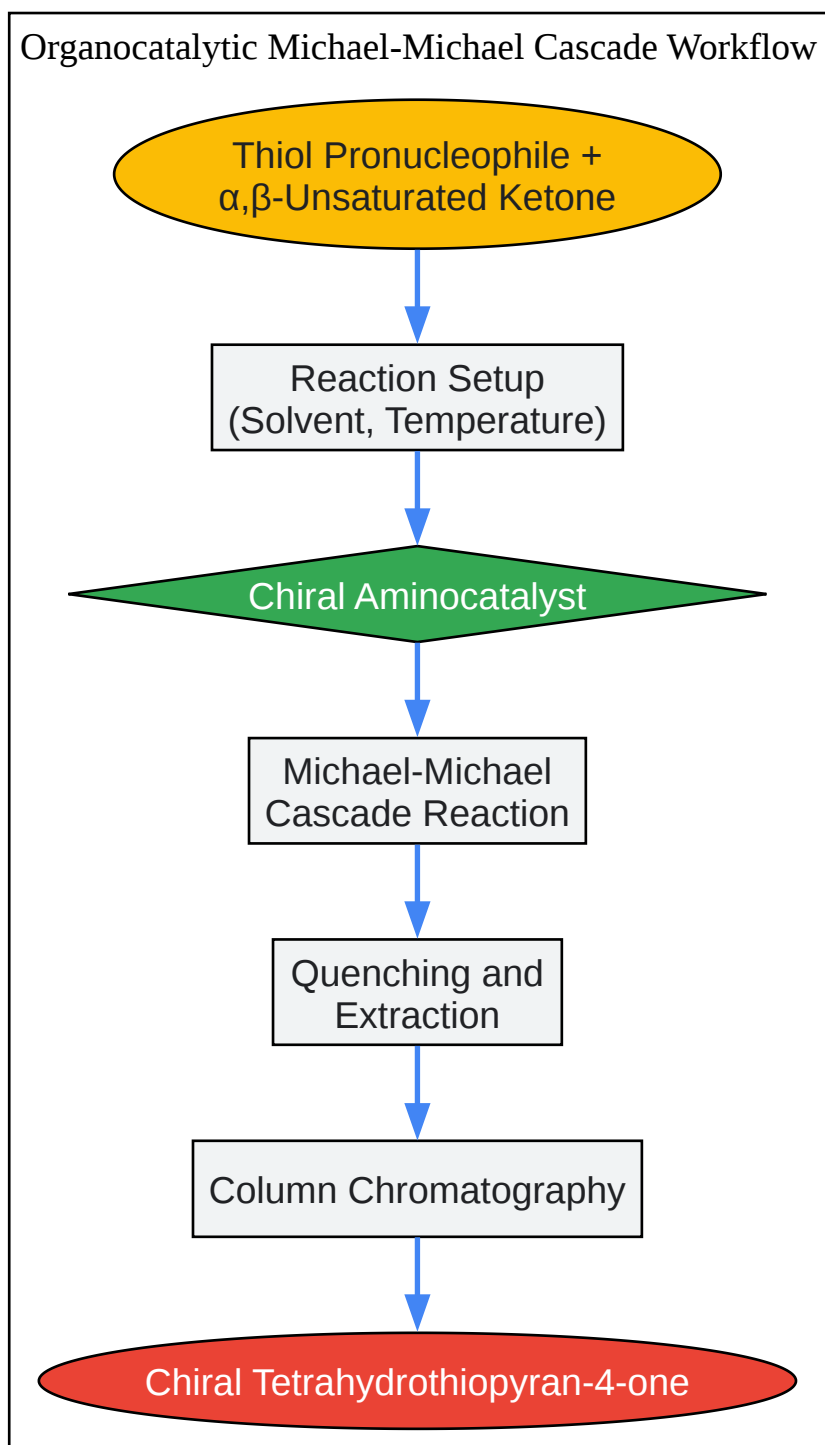 Organocatalytic Michael-Michael Cascade Workflow
Thiol Pronucleophile +
α,β-Unsaturated Ketone
Reaction Setup
(Solvent, Temperature)
Chiral Aminocatalyst
Michael-Michael
Cascade Reaction
Quenching and
Extraction
Column Chromatography
Chiral Tetrahydrothiopyran-4-one